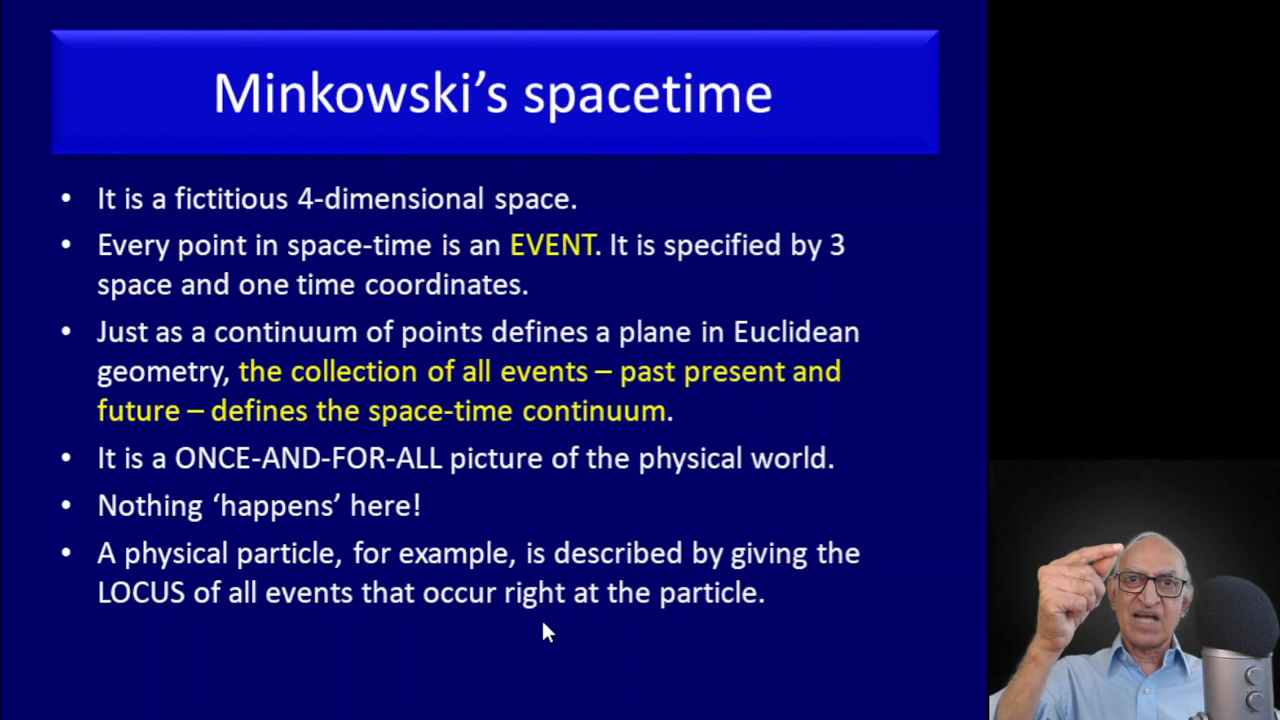 Minkowski’s spacetime
• It is a fictitious 4-dimensional space.
• Every point in space-time is an EVENT. It is specified by 3
space and one time coordinates.
• Just as a continuum of points defines a plane in Euclidean
geometry, the collection of all events – past present and
future – defines the space-time continuum.
• It is a ONCE-AND-FOR-ALL picture of the physical world.
• Nothing ‘happens’ here!
• A physical particle, for example, is described by giving the
LOCUS of all events that occur right at the particle.